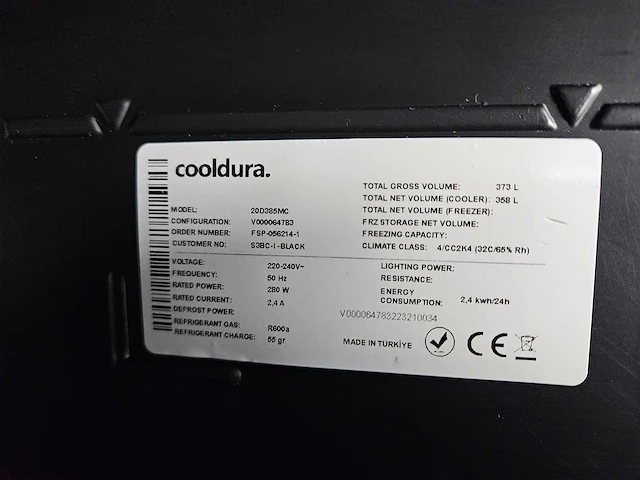 cooldura.
MODEL: 20D385MC
CONFIGURATION: V000064783
ORDER NUMBER: FSP-056214-1
CUSTOMER NO: S3BC-I-BLACK
TOTAL GROSS VOLUME: 373 L
TOTAL NET VOLUME (COOLER): 358 L
TOTAL NET VOLUME (FREEZER):
FRZ STORAGE NET VOLUME:
FREEZING CAPACITY:
CLIMATE CLASS: 4/CC2K4 (32C/65% Rh)
VOLTAGE: 220-240V~
FREQUENCY: 50 Hz
RATED POWER: 280 W
RATED CURRENT: 2,4 A
DEFROST POWER:
REFRIGERANT GAS: R600a
REFRIGERANT CHARGE: 55 gr
LIGHTING POWER:
RESISTANCE:
ENERGY
CONSUMPTION: 2,4 kwh/24h
V000064783223210034
MADE IN TÜRKİYE
CE